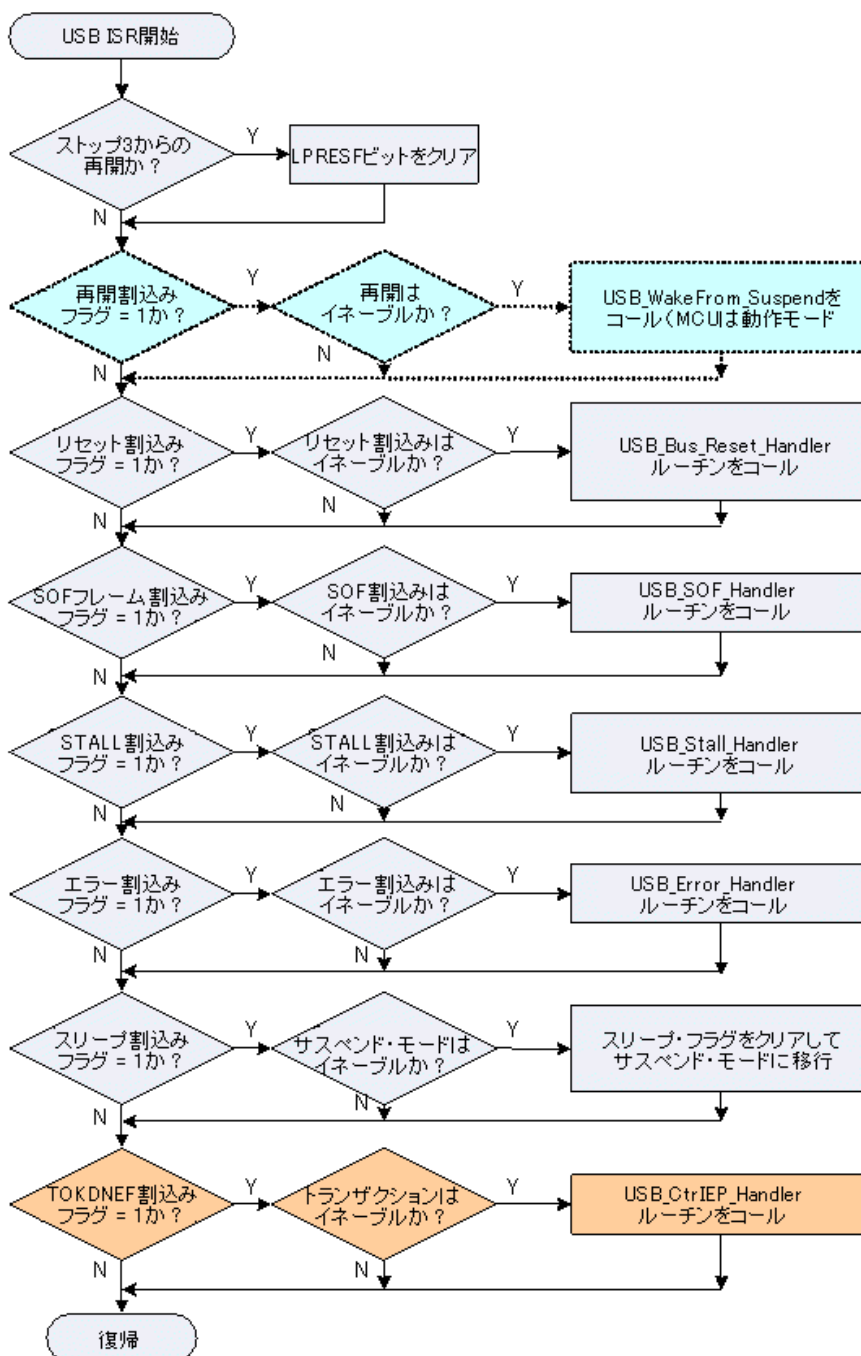 USB ISR開始
ストップ3からの
再開か？
Y
LPRESFビットをクリア
N
再開割込み
フラグ = 1か？
Y
再開は
イネーブルか？
Y
USB_WakeFrom_Suspendを
コール（MCUは動作モード
N
N
リセット割込み
フラグ = 1か？
Y
リセット割込みは
イネーブルか？
Y
USB_Bus_Reset_Handler
ルーチンをコール
N
N
SOFフレーム割込み
フラグ = 1か？
Y
SOF割込みは
イネーブルか？
Y
USB_SOF_Handler
ルーチンをコール
N
N
STALL割込み
フラグ = 1か？
Y
STALL割込みは
イネーブルか？
Y
USB_Stall_Handler
ルーチンをコール
N
N
エラー割込み
フラグ = 1か？
Y
エラー割込みは
イネーブルか？
Y
USB_Error_Handler
ルーチンをコール
N
N
スリープ割込み
フラグ = 1か？
Y
サスペンド・モードは
イネーブルか？
Y
スリープ・フラグをクリアして
サスペンド・モードに移行
N
N
TOKDNEF割込み
フラグ = 1か？
Y
トランザクションは
イネーブルか？
Y
USB_CtrlEP_Handler
ルーチンをコール
N
N
復帰